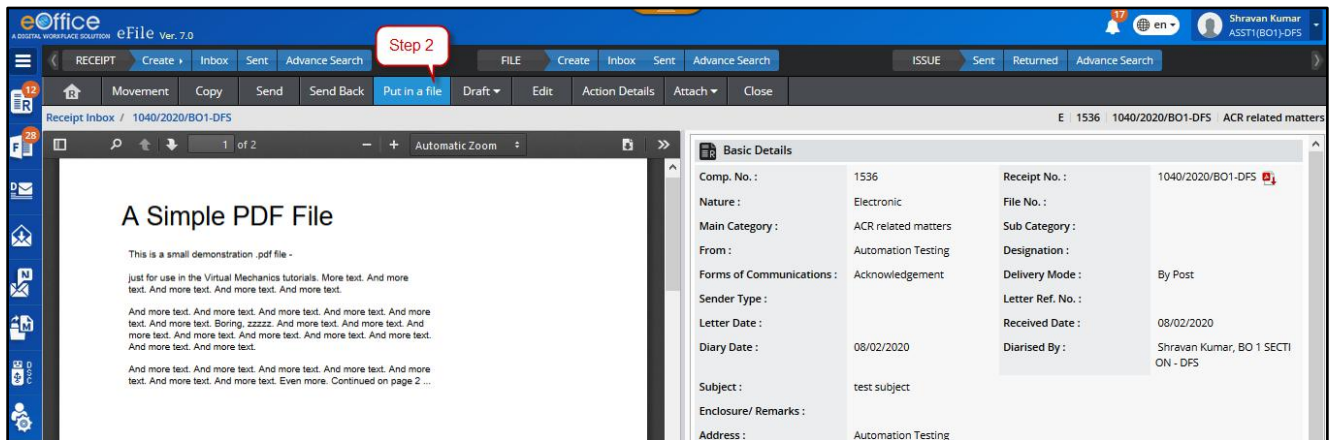 eOffice
A DIGITAL WORKPLACE SOLUTION eFile Ver. 7.0
17 en Shravan Kumar
ASST1(BO1)-DFS
Step 2
RECEIPT Create Inbox Sent Advance Search FILE Create Inbox Sent Advance Search ISSUE Sent Returned Advance Search
12 R
R Movement Copy Send Send Back Put in a file Draft Edit Action Details Attach Close
Receipt Inbox / 1040/2020/BO1-DFS E 1536 1040/2020/BO1-DFS ACR related matters
28 F
1 of 2 − + Automatic Zoom
D
N
M
DSC
A Simple PDF File
This is a small demonstration .pdf file -
just for use in the Virtual Mechanics tutorials. More text. And more
text. And more text. And more text. And more text.
And more text. And more text. And more text. And more text. And more
text. And more text. Boring, zzzzz. And more text. And more text. And
more text. And more text. And more text. And more text. And more text.
And more text. And more text.
And more text. And more text. And more text. And more text. And more
text. And more text. And more text. Even more. Continued on page 2 ...
R Basic Details
Comp. No. : 1536 Receipt No. : 1040/2020/BO1-DFS
Nature : Electronic File No. :
Main Category : ACR related matters Sub Category :
From : Automation Testing Designation :
Forms of Communications : Acknowledgement Delivery Mode : By Post
Sender Type : Letter Ref. No. :
Letter Date : Received Date : 08/02/2020
Diary Date : 08/02/2020 Diarised By : Shravan Kumar, BO 1 SECTI
ON - DFS
Subject : test subject
Enclosure/ Remarks :
Address : Automation Testing